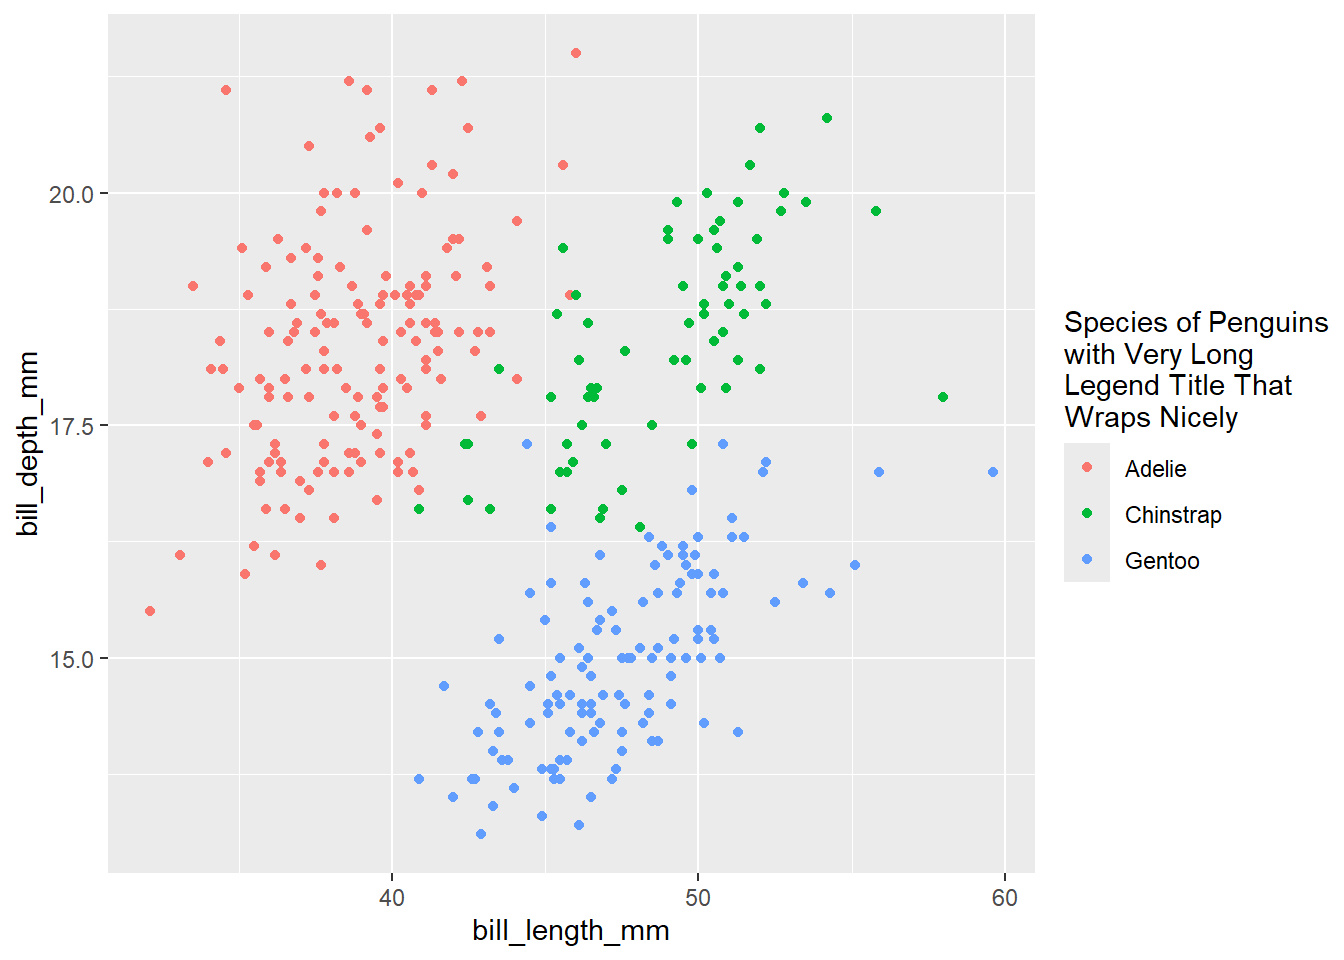 20.0
17.5
15.0
bill_depth_mm
40
50
60
bill_length_mm
Species of Penguins
with Very Long
Legend Title That
Wraps Nicely
Adelie
Chinstrap
Gentoo